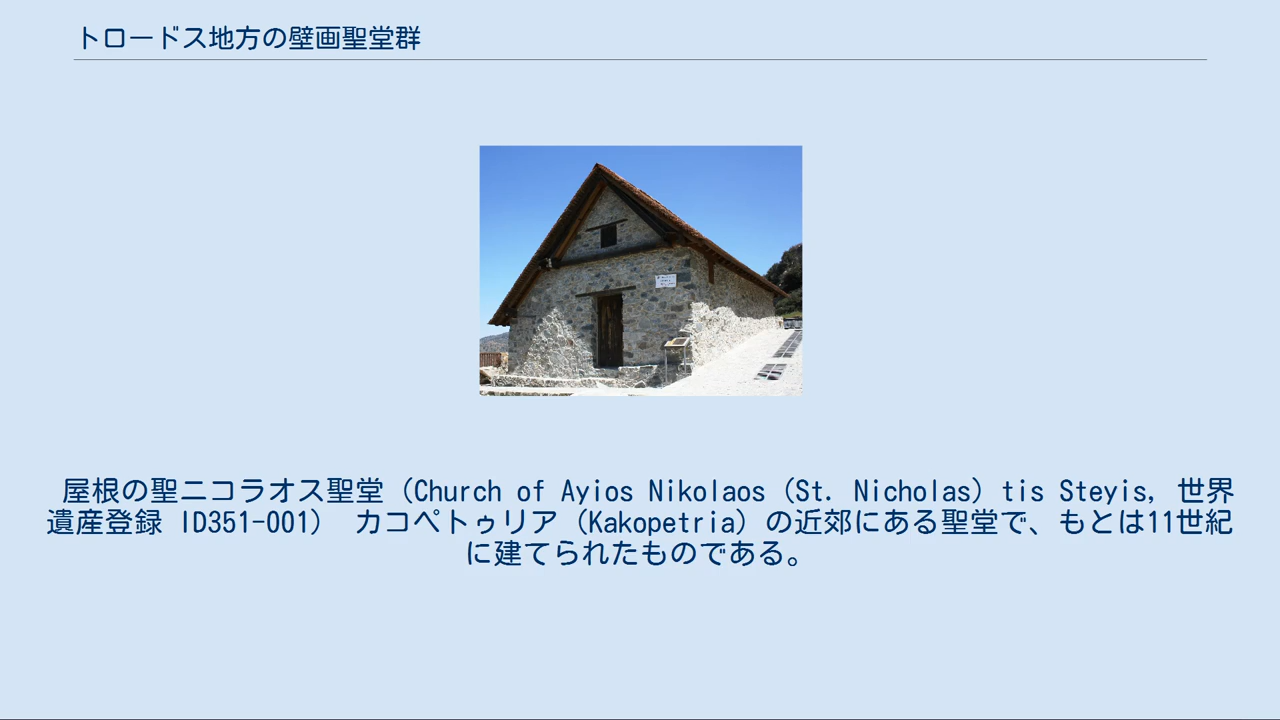 トロードス地方の壁画聖堂群
屋根の聖ニコラオス聖堂（Church of Ayios Nikolaos（St. Nicholas）tis Steyis, 世界
遺産登録 ID351-001） カコペトゥリア（Kakopetria）の近郊にある聖堂で、もとは11世紀
に建てられたものである。